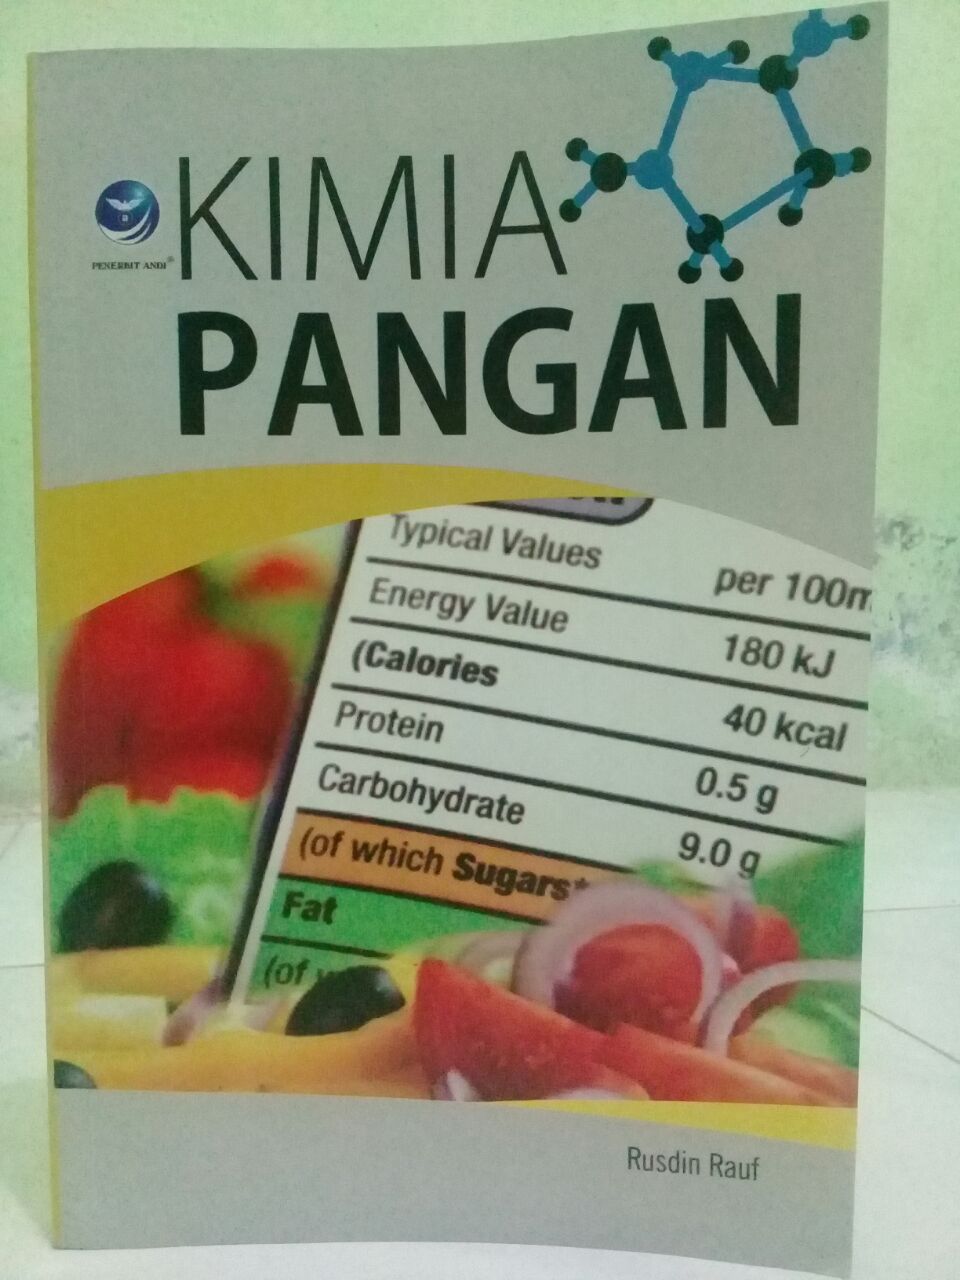 KIMIA
PENERBIT ANDI®
PANGAN
Typical Values per 100m
Energy Value 180 kJ
(Calories 40 kcal
Protein 0.5 g
Carbohydrate 9.0 g
(of which Sugars*
Fat
(of w
Rusdin Rauf